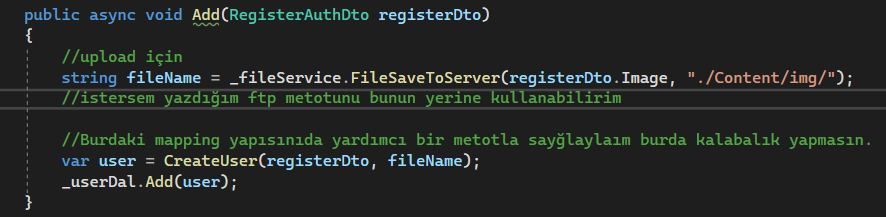 public async void Add(RegisterAuthDto registerDto)
{
//upload için
string fileName = _fileService.FileSaveToServer(registerDto.Image, "./Content/img/");
//istersem yazdığım ftp metotunu bunun yerine kullanabilirim
//Burdaki mapping yapısınıda yardımcı bir metotla sayğlaylaım burda kalabalık yapmasın.
var user = CreateUser(registerDto, fileName);
_userDal.Add(user);
}